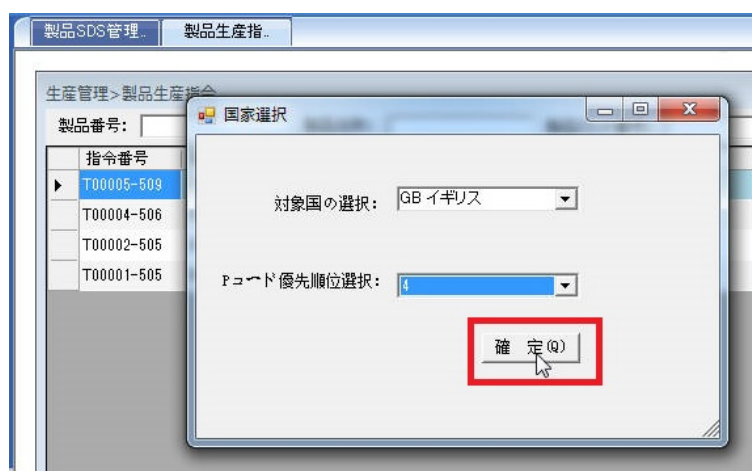 製品SDS管理.. 製品生産指..
生産管理>製品生産指令
国家選択
製品番号:
指令番号
T00005-509
T00004-506
T00002-505
T00001-505
対象国の選択: GB イギリス
Pコード優先順位選択: 4
確 定(Q)